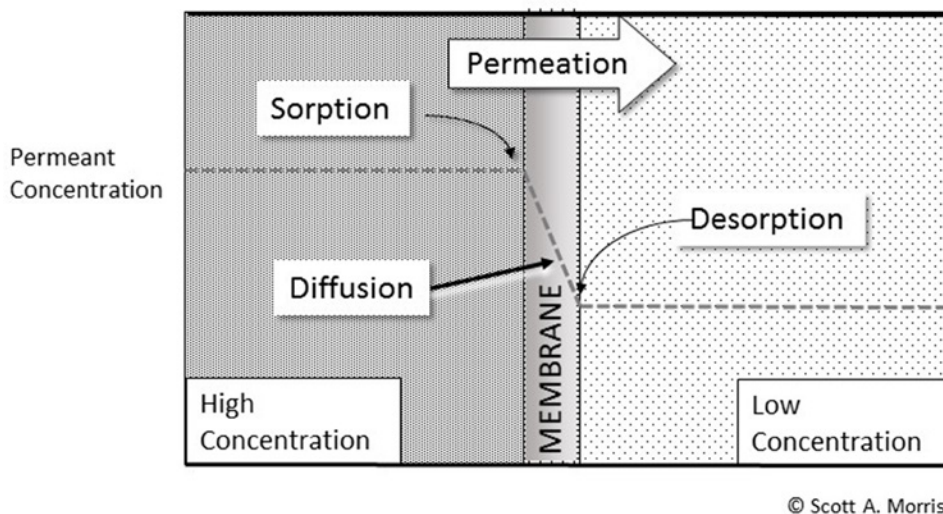 Permeation
Sorption
Permeant
Concentration
Desorption
Diffusion
MEMBRANE
High
Concentration
Low
Concentration
© Scott A. Morris